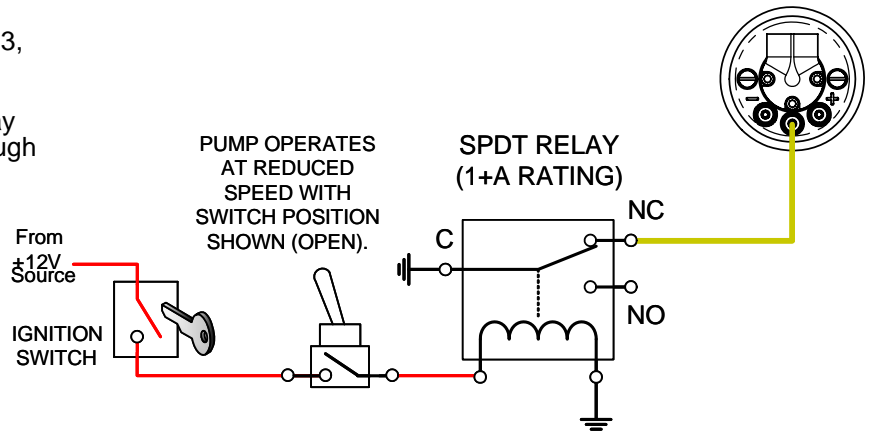 3,
ay
ugh
PUMP OPERATES
AT REDUCED
SPEED WITH
SWITCH POSITION
SHOWN (OPEN).
SPDT RELAY
(1+A RATING)
NC
C
NO
From
+12V
Source
IGNITION
SWITCH
− +